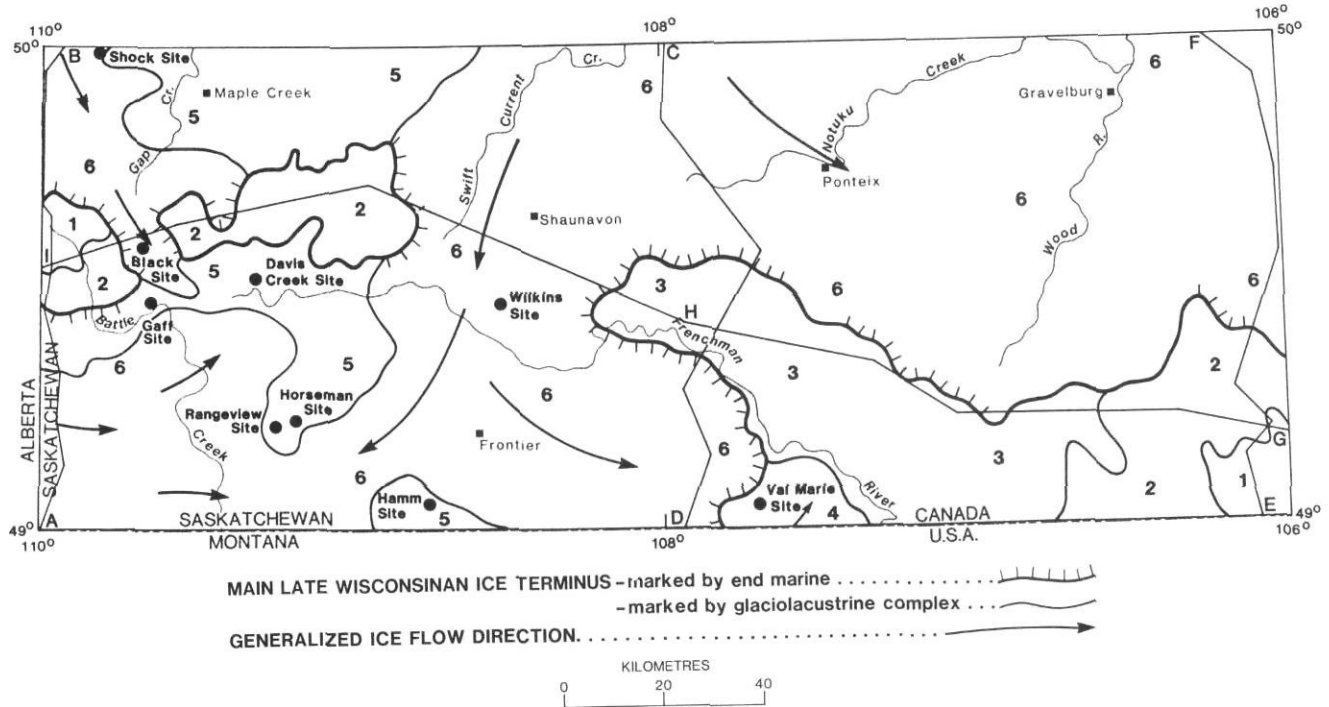 110°
108°
106°
50°
50°
B
Shock Site
Cr.
Maple Creek
5
5
Gap
6
Cr.
C
Current
Swift
6
F
6
Creek
Notuku
Gravelburg
R.
Ponteix
6
Wood
1
2
2
I
Black
Site
5
Davis
Creek Site
2
Shaunavon
6
6
6
Battle
Gaff
Site
Wilkins
Site
3
H
Frenchman
3
2
6
5
6
Horseman
Site
Rangeview
Site
Creek
Frontier
6
6
3
2
1
G
ALBERTA
SASKATCHEWAN
Hamm
Site
5
Val Marie
Site
4
River
A
SASKATCHEWAN
MONTANA
D
CANADA
U.S.A.
E
49°
110°
108°
49°
106°
MAIN LATE WISCONSINAN ICE TERMINUS - marked by end marine
- marked by glaciolacustrine complex
GENERALIZED ICE FLOW DIRECTION
KILOMETRES
0 20 40